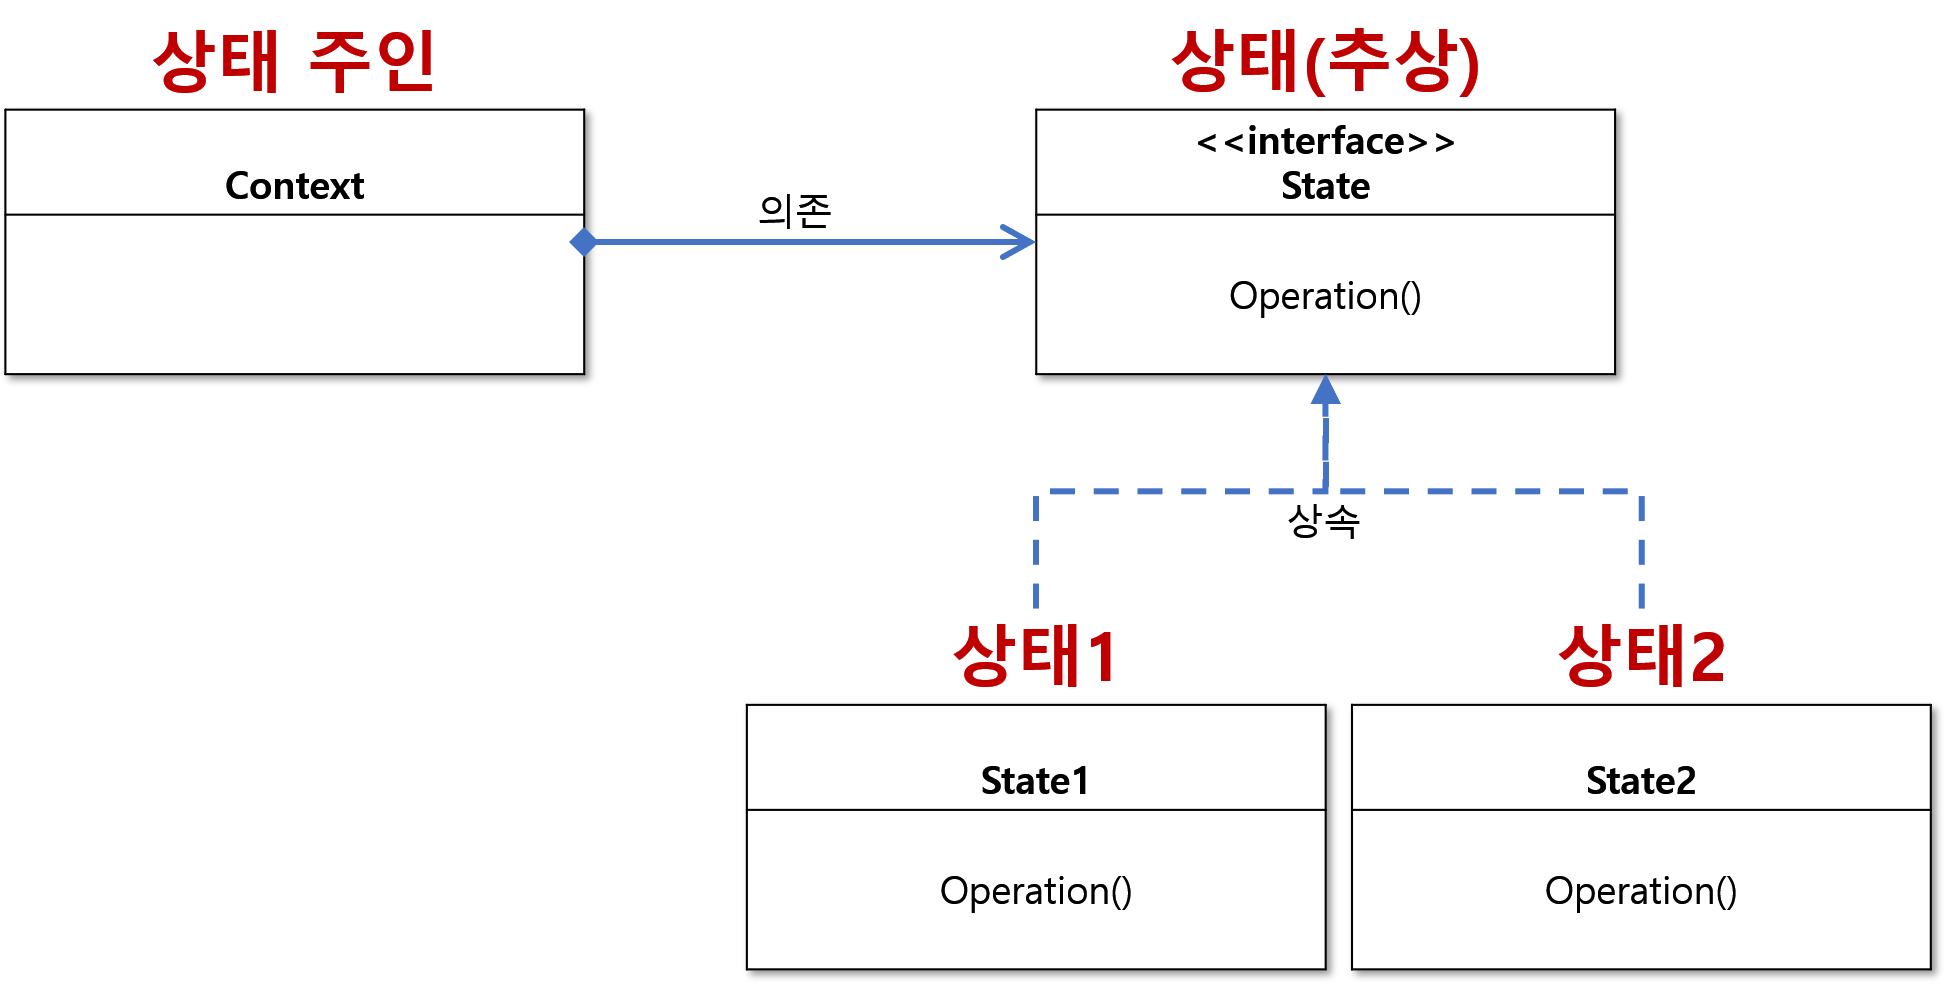 상태 주인
상태(추상)
Context
<<interface>>
State
의존
Operation()
상속
상태1
상태2
State1
State2
Operation()
Operation()